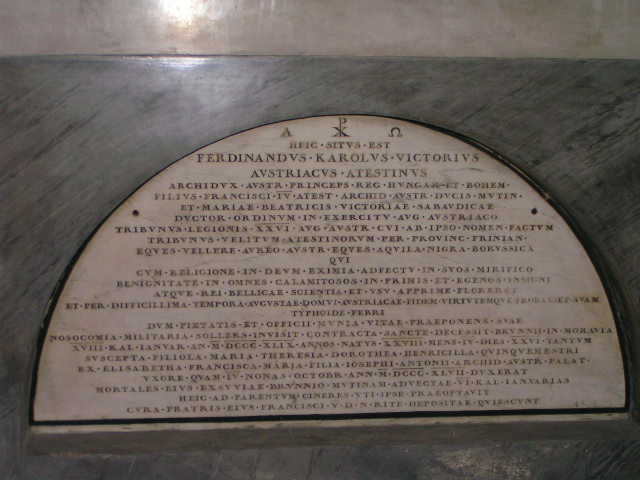 Α ☧ Ω
HEIC · SITVS · EST
FERDINANDVS · KAROLVS · VICTORIVS
AVSTRIACVS · ATESTINVS
ARCHIDVX · AVSTR · PRINCEPS · REG · HVNGAR · ET · BOHEM ·
FILIVS · FRANCISCI · IV · ATEST · ARCHID · AVSTR · DVCIS · MVTIN ·
ET · MARIAE · BEATRICIS · VICTORIAE · SABAVDICAE
DVCTOR · ORDINVM · IN · EXERCITV · AVG · AVSTRIACO
TRIBVNVS · LEGIONIS · XXVI · AVG · AVSTR · CVI · AB · IPSO · NOMEN · FACTVM
TRIBVNVS · VELITVM · ATESTINORVM · PER · PROVINC · FRINIAN ·
EQVES · VELLERE · AVREO · AVSTR · EQVES · AQVILA · NIGRA · BORVSSICA
QVI
CVM · RELIGIONE · IN · DEVM · EXIMIA · ADFECTV · IN · SVOS · MIRIFICO
BENIGNITATE · IN · OMNES · CALAMITOSOS · IN · PRIMIS · ET · EGENOS · INSIGNI
ATQVE · REI · BELLICAE · SCIENTIA · ET · VSV · APPRIME · FLORERET
ET · PER · DIFFICILLIMA · TEMPORA · AVGVSTAE · DOMVI · AVSTRIACAE · FIDEM · VIRTVTEMQVE · PROBASSET · SVAM
TYPHOIDE · FEBRI
DVM · PIETATIS · ET · OFFICII · MVNIA · VITAE · PRAEPONENS · SVAE
NOSOCOMIA · MILITARIA · SOLLERS · INVISIT · CONTRACTA · SANCTE · DECESSIT · BRVNNII · IN · MORAVIA
XVIII · KAL · IANVAR · AN · M · DCCC · XLIX · ANNOS · NATVS · XXVIII · MENS · IV · DIES · XXVI · TANTVM
SVSCEPTA · FILIOLA · MARIA · THERESIA · DOROTHEA · HENRICILLA · QVINQVEMESTRI
EX · ELISABETHA · FRANCISCA · MARIA · FILIA · IOSEPHI · ANTONII · ARCHID · AVSTR · PALAT ·
VXORE · QVAM · IV · NONAS · OCTOBR · ANN · M · DCCC · XLVII · DVXERAT
MORTALES · EIVS · EXVVIAE · BRVNNIO · MVTINAM · ADVECTAE · VI · KAL · IANVARIAS
HEIC · AD · PARENTVM · CINERES · VTI · IPSE · PRAEOPTAVIT
CVRA · FRATRIS · EIVS · FRANCISCI · V · D · N · RITE · DEPOSITAE · QVIESCVNT